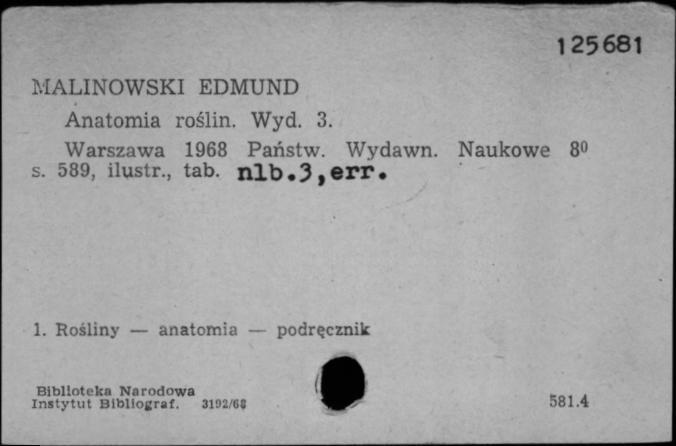 125681
MALINOWSKI EDMUND
Anatomia roślin. Wyd. 3.
Warszawa 1968 Państw. Wydawn. Naukowe 8⁰
s. 589, ilustr., tab. nlb.3,err.
1. Rośliny — anatomia — podręcznik
Biblioteka Narodowa
Instytut Bibliograf. 3192/68
581.4